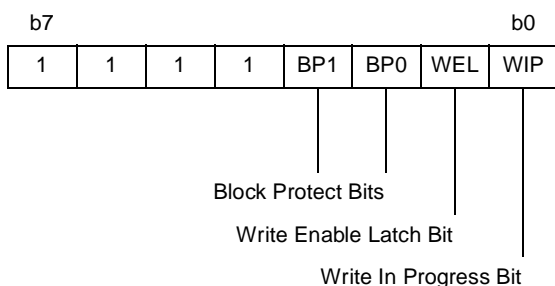 b7 b0
1 1 1 1 BP1 BP0 WEL WIP
Block Protect Bits
Write Enable Latch Bit
Write In Progress Bit